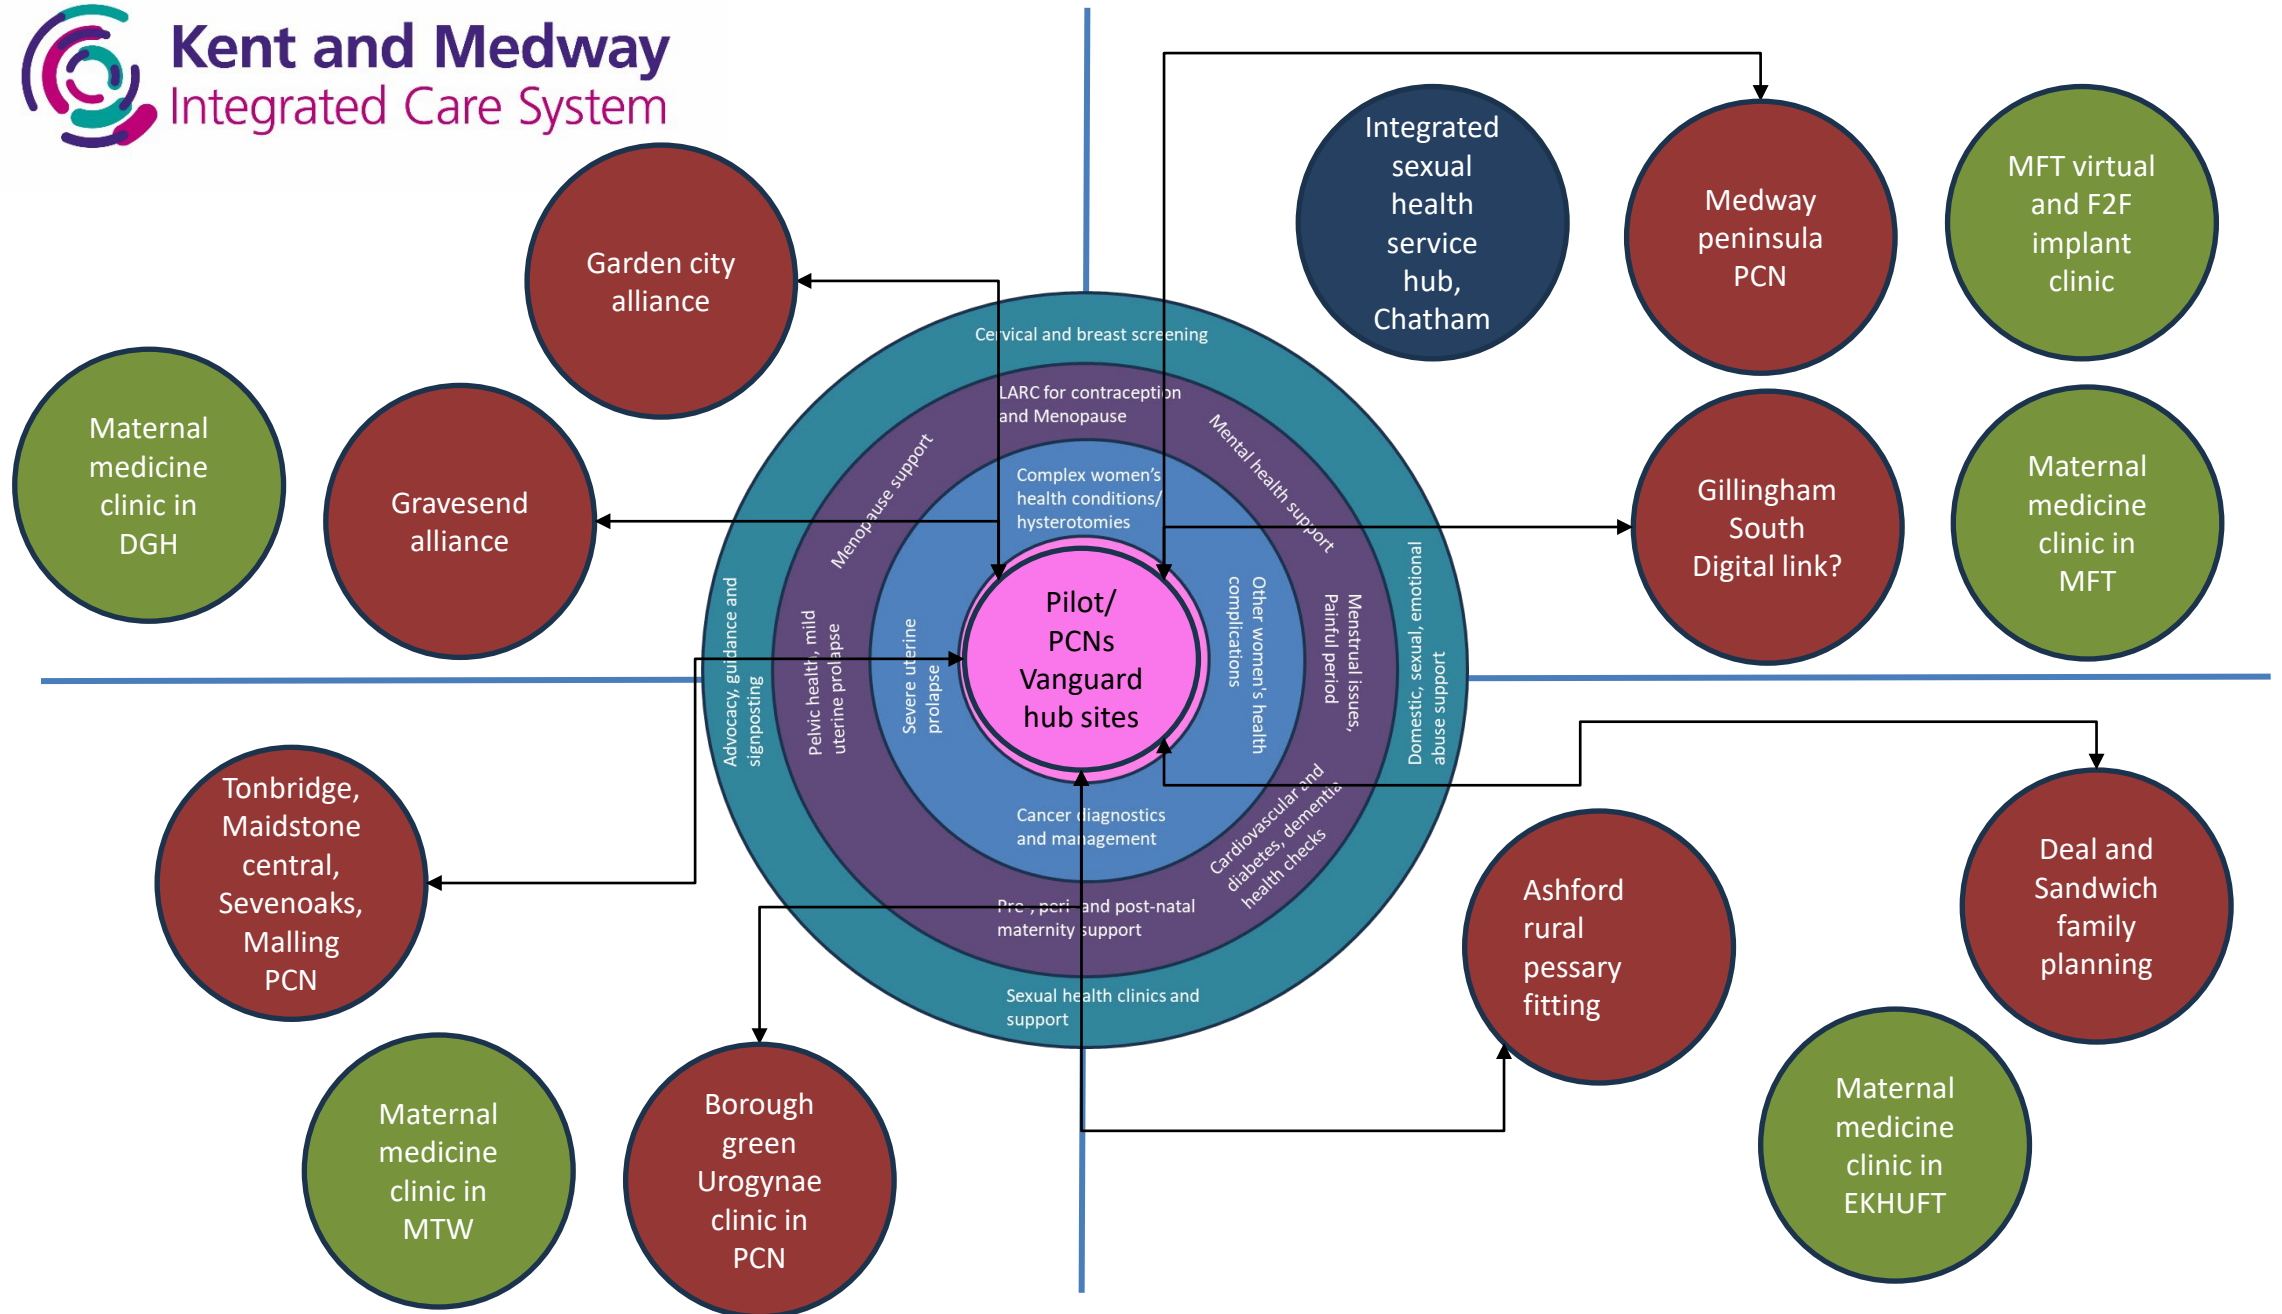 Kent and Medway
Integrated Care System
Garden city
alliance
Maternal
medicine
clinic in
DGH
Gravesend
alliance
Integrated
sexual
health
service
hub,
Chatham
Medway
peninsula
PCN
MFT virtual
and F2F
implant
clinic
Gillingham
South
Digital link?
Maternal
medicine
clinic in
MFT
Cervical and breast screening
LARC for contraception
and Menopause
Menopause support
Mental health support
Complex women's
health conditions/
hysterotomies
Advocacy, guidance and
signposting
Pelvic health, mild
uterine prolapse
Severe uterine
prolapse
Pilot/
PCNs
Vanguard
hub sites
Other women's health
complications
Menstrual issues,
Painful period
Domestic, sexual, emotional
abuse support
Cancer diagnostics
and management
Cardiovascular and
diabetes, dementia
health checks
Pre-, peri- and post-natal
maternity support
Sexual health clinics and
support
Tonbridge,
Maidstone
central,
Sevenoaks,
Malling
PCN
Maternal
medicine
clinic in
MTW
Borough
green
Urogynae
clinic in
PCN
Ashford
rural
pessary
fitting
Deal and
Sandwich
family
planning
Maternal
medicine
clinic in
EKHUFT